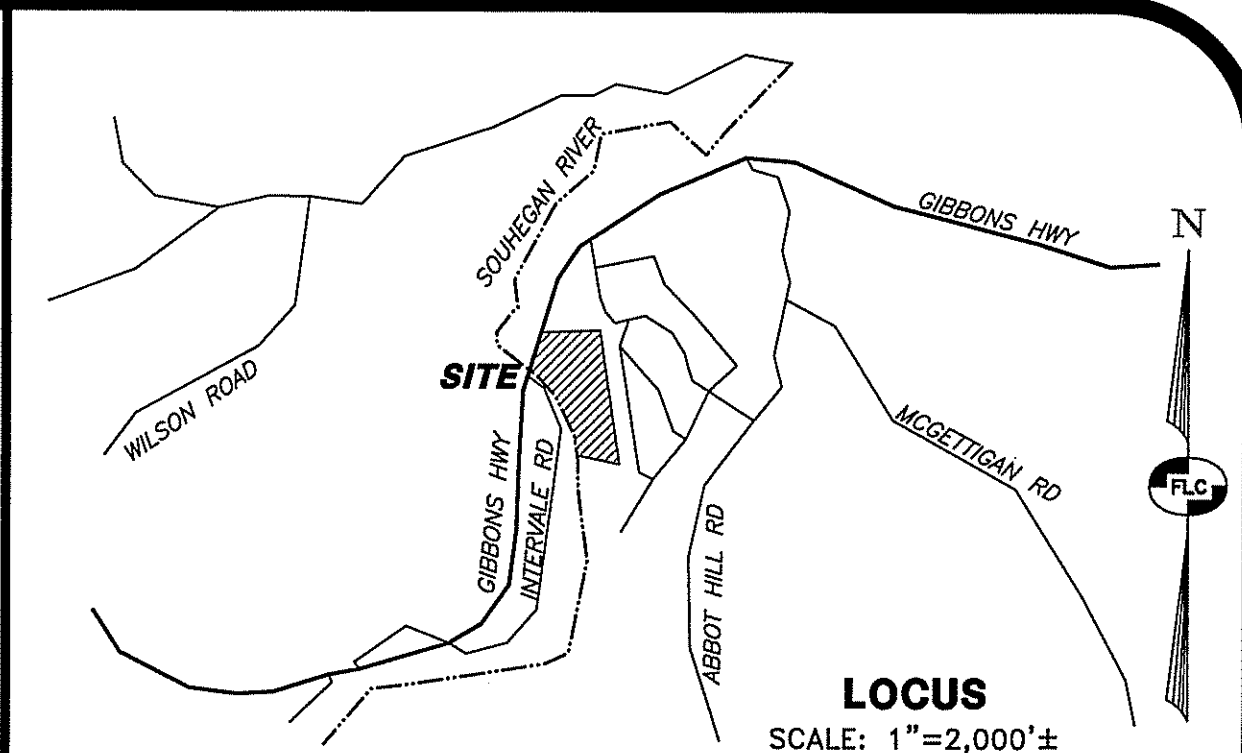 SOUHEGAN RIVER
GIBBONS HWY
N
SITE
WILSON ROAD
MCGETTIGAN RD
FLC
GIBBONS HWY
INTERVALE RD
ABBOT HILL RD
LOCUS
SCALE: 1"=2,000'±